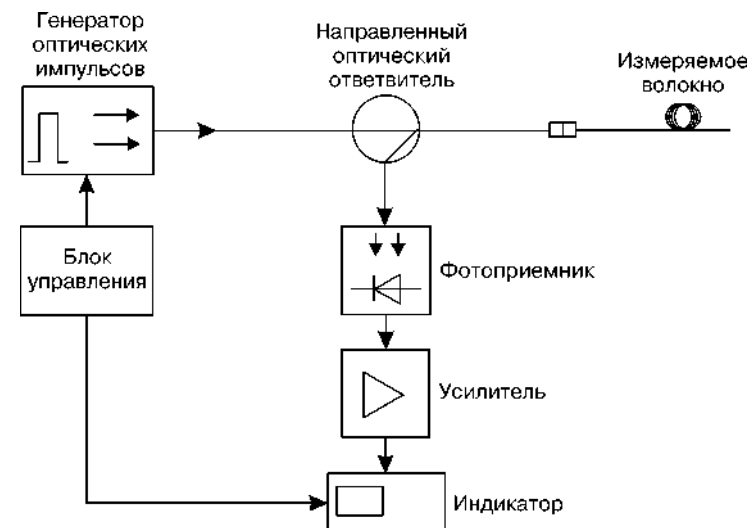 Генератор
оптических
импульсов
Направленный
оптический
ответвитель
Измеряемое
волокно
Блок
управления
Фотоприемник
Усилитель
Индикатор